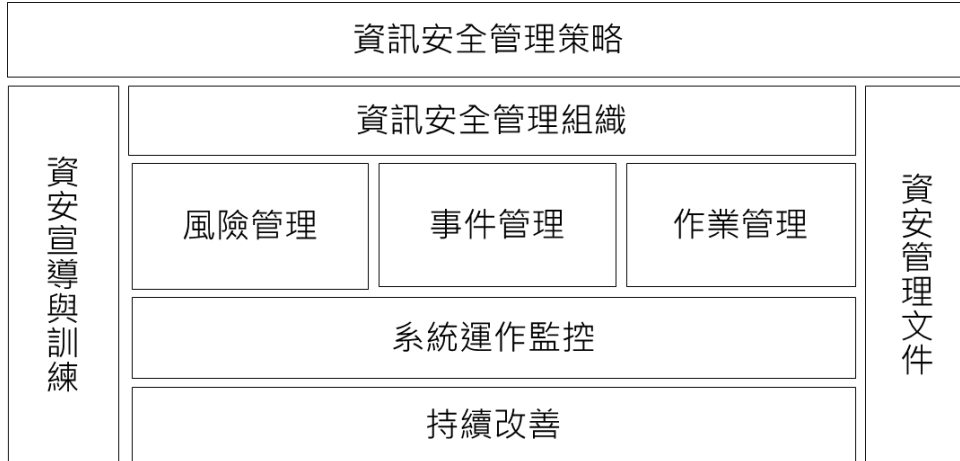 資訊安全管理策略
資安宣導與訓練
資訊安全管理組織
風險管理
事件管理
作業管理
系統運作監控
持續改善
資安管理文件